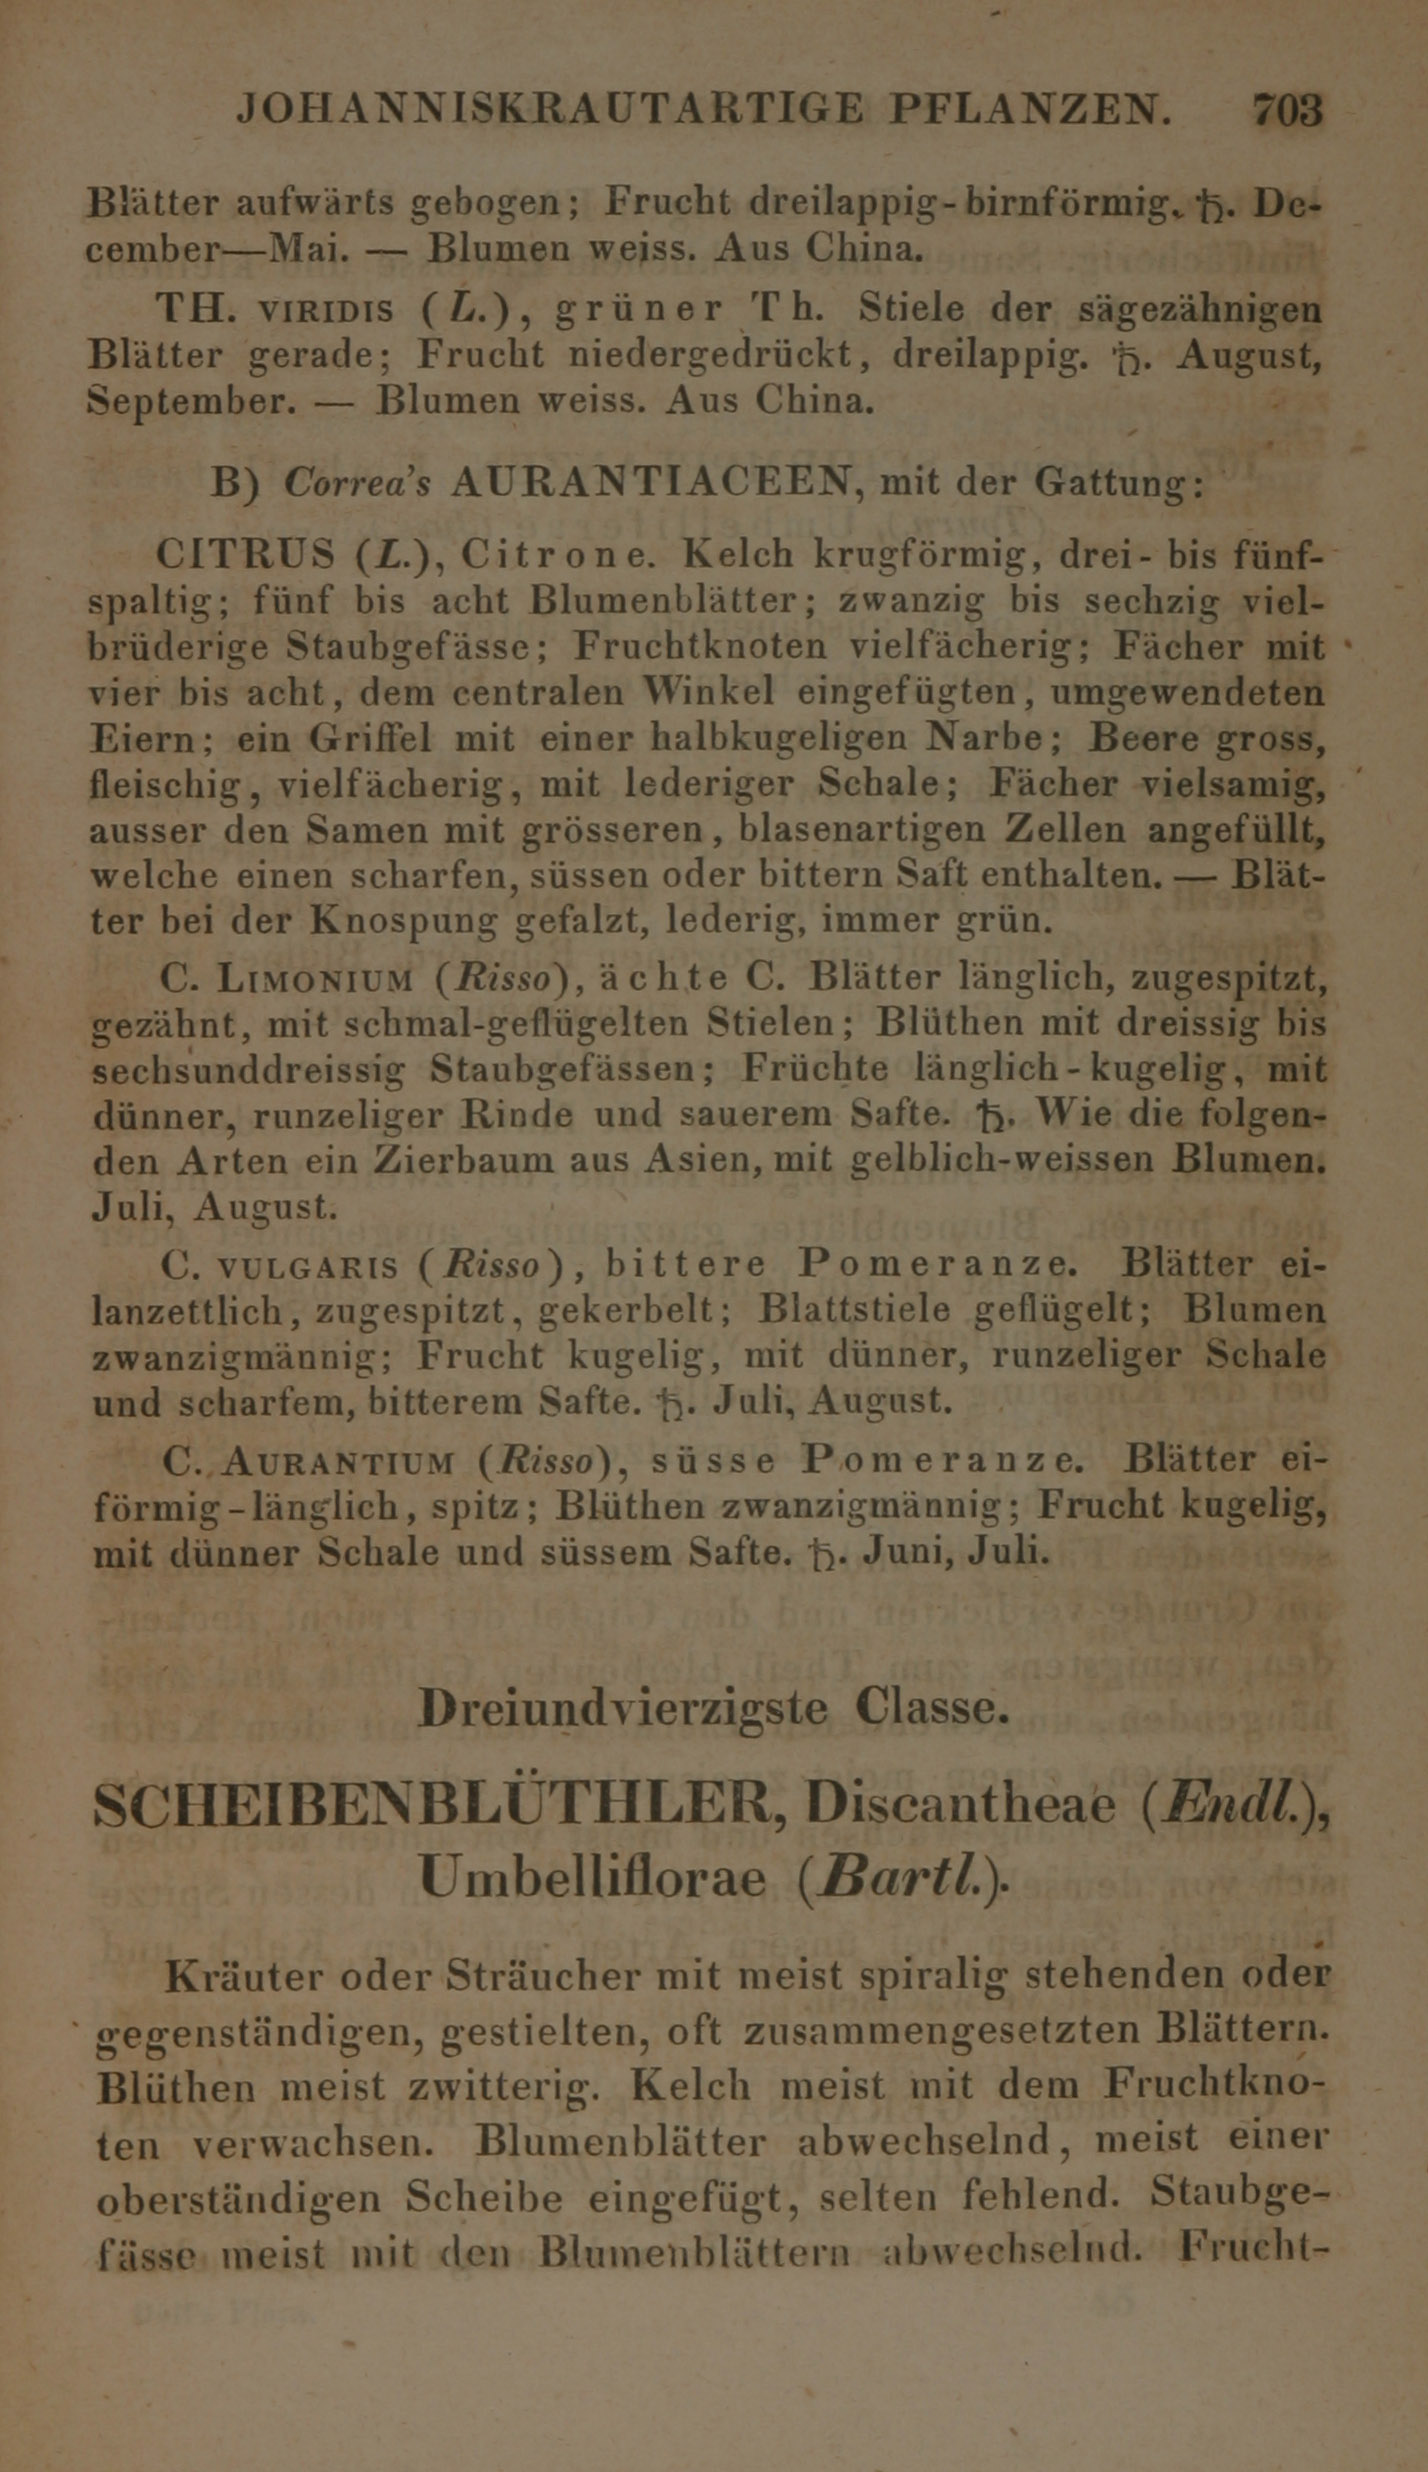 JOHANNISKRAUTARTIGE PFLANZEN. 703
Blätter aufwärts gebogen; Frucht dreilappig-birnförmig. ♄. De-
cember—Mai. — Blumen weiss. Aus China.
TH. VIRIDIS (L.), grüner Th. Stiele der sägezähnigen
Blätter gerade; Frucht niedergedrückt, dreilappig. ♄. August,
September. — Blumen weiss. Aus China.
B) Correa's AURANTIACEEN, mit der Gattung:
CITRUS (L.), Citrone. Kelch krugförmig, drei- bis fünf-
spaltig; fünf bis acht Blumenblätter; zwanzig bis sechzig viel-
brüderige Staubgefässe; Fruchtknoten vielfächerig; Fächer mit
vier bis acht, dem centralen Winkel eingefügten, umgewendeten
Eiern; ein Griffel mit einer halbkugeligen Narbe; Beere gross,
fleischig, vielfächerig, mit lederiger Schale; Fächer vielsamig,
ausser den Samen mit grösseren, blasenartigen Zellen angefüllt,
welche einen scharfen, süssen oder bittern Saft enthalten. — Blät-
ter bei der Knospung gefalzt, lederig, immer grün.
C. LIMONIUM (Risso), ächte C. Blätter länglich, zugespitzt,
gezähnt, mit schmal-geflügelten Stielen; Blüthen mit dreissig bis
sechsunddreissig Staubgefässen; Früchte länglich-kugelig, mit
dünner, runzeliger Rinde und sauerem Safte. ♄. Wie die folgen-
den Arten ein Zierbaum aus Asien, mit gelblich-weissen Blumen.
Juli, August.
C. VULGARIS (Risso), bittere Pomeranze. Blätter ei-
lanzettlich, zugespitzt, gekerbelt; Blattstiele geflügelt; Blumen
zwanzigmännig; Frucht kugelig, mit dünner, runzeliger Schale
und scharfem, bitterem Safte. ♄. Juli, August.
C. AURANTIUM (Risso), süsse Pomeranze. Blätter ei-
förmig-länglich, spitz; Blüthen zwanzigmännig; Frucht kugelig,
mit dünner Schale und süssem Safte. ♄. Juni, Juli.
Dreiundvierzigste Classe.
SCHEIBENBLÜTHLER, Discantheae (Endl.),
Umbelliflorae (Bartl.).
Kräuter oder Sträucher mit meist spiralig stehenden oder
gegenständigen, gestielten, oft zusammengesetzten Blättern.
Blüthen meist zwitterig. Kelch meist mit dem Fruchtkno-
ten verwachsen. Blumenblätter abwechselnd, meist einer
oberständigen Scheibe eingefügt, selten fehlend. Staubge-
fässe meist mit den Blumenblättern abwechselnd. Frucht-